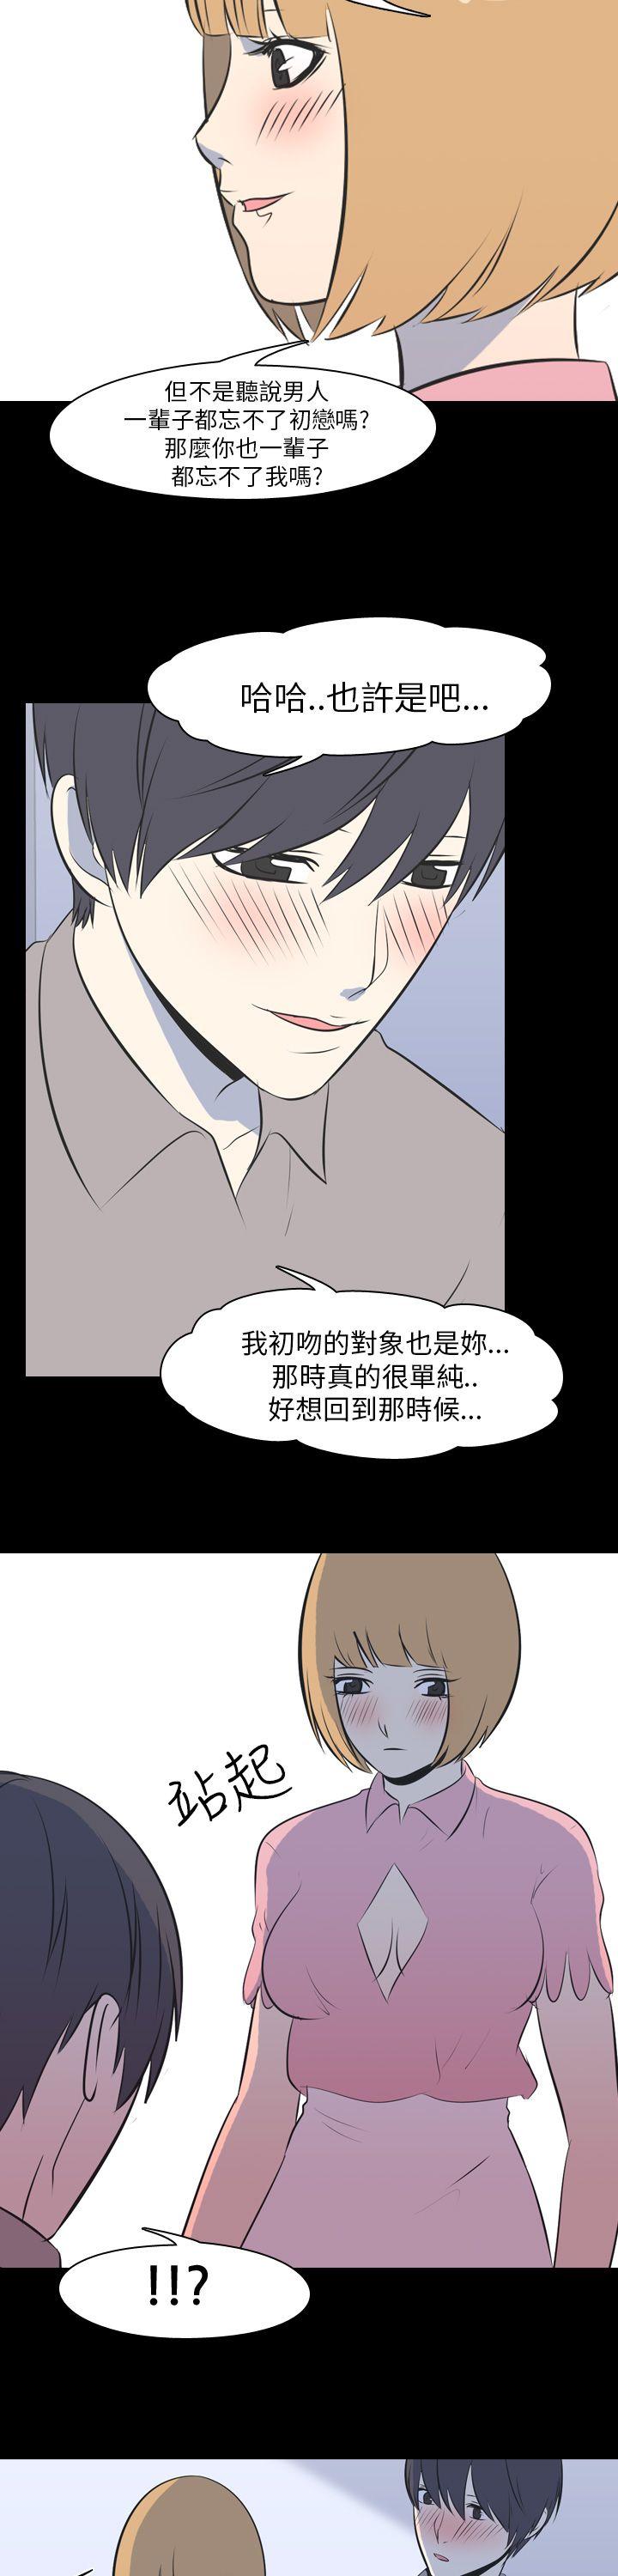 但不是聽說男人
一輩子都忘不了初戀嗎?
那麼你也一輩子
都忘不了我嗎?
哈哈..也許是吧...
我初吻的對象也是妳...
那時真的很單純..
好想回到那時候...
站起
!!?